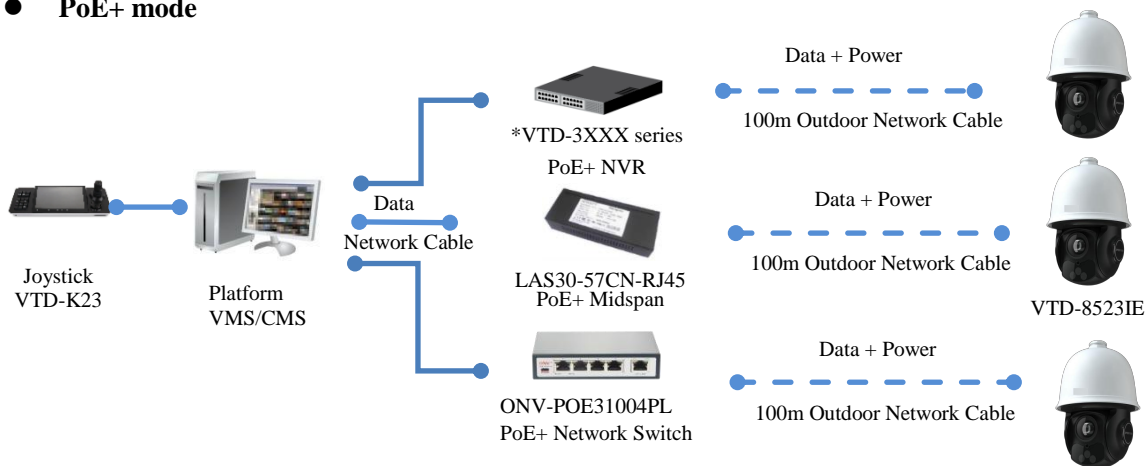 ● PoE+ mode
Data + Power
100m Outdoor Network Cable
*VTD-3XXX series
PoE+ NVR
Data
Network Cable
Data + Power
100m Outdoor Network Cable
LAS30-57CN-RJ45
PoE+ Midspan
Joystick
VTD-K23
Platform
VMS/CMS
VTD-8523IE
Data + Power
100m Outdoor Network Cable
ONV-POE31004PL
PoE+ Network Switch